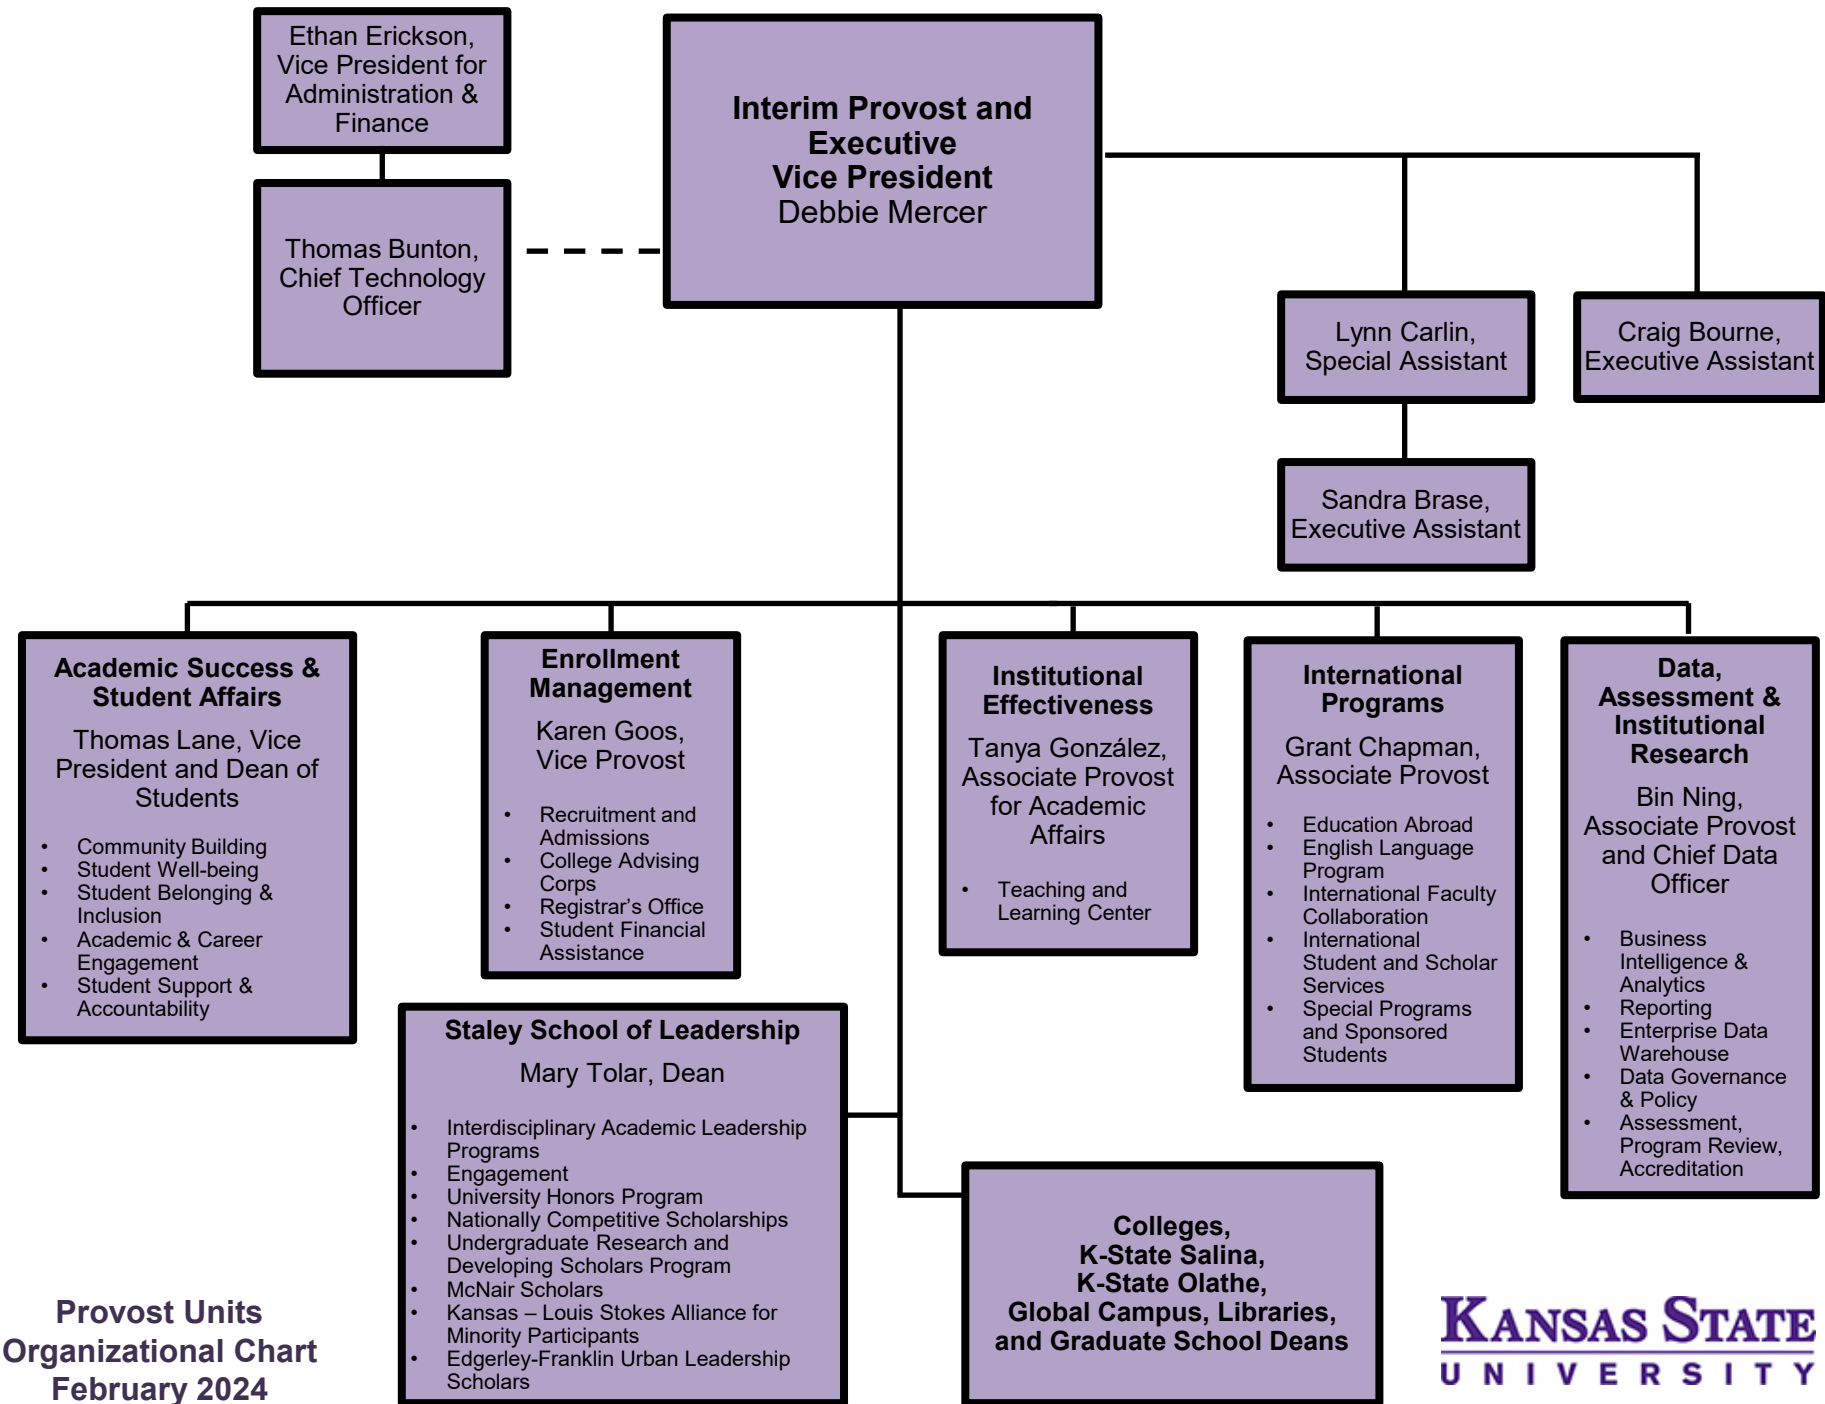 Ethan Erickson,
Vice President for
Administration &
Finance
Thomas Bunton,
Chief Technology
Officer
Interim Provost and
Executive
Vice President
Debbie Mercer
Lynn Carlin,
Special Assistant
Craig Bourne,
Executive Assistant
Sandra Brase,
Executive Assistant
Academic Success &
Student Affairs
Thomas Lane, Vice
President and Dean of
Students
• Community Building
• Student Well-being
• Student Belonging &
Inclusion
• Academic & Career
Engagement
• Student Support &
Accountability
Enrollment
Management
Karen Goos,
Vice Provost
• Recruitment and
Admissions
• College Advising
Corps
• Registrar’s Office
• Student Financial
Assistance
Institutional
Effectiveness
Tanya González,
Associate Provost
for Academic
Affairs
• Teaching and
Learning Center
International
Programs
Grant Chapman,
Associate Provost
• Education Abroad
• English Language
Program
• International Faculty
Collaboration
• International
Student and Scholar
Services
• Special Programs
and Sponsored
Students
Data,
Assessment &
Institutional
Research
Bin Ning,
Associate Provost
and Chief Data
Officer
• Business
Intelligence &
Analytics
• Reporting
• Enterprise Data
Warehouse
• Data Governance
& Policy
• Assessment,
Program Review,
Accreditation
Staley School of Leadership
Mary Tolar, Dean
• Interdisciplinary Academic Leadership
Programs
• Engagement
• University Honors Program
• Nationally Competitive Scholarships
• Undergraduate Research and
Developing Scholars Program
• McNair Scholars
• Kansas – Louis Stokes Alliance for
Minority Participants
• Edgerley-Franklin Urban Leadership
Scholars
Colleges,
K-State Salina,
K-State Olathe,
Global Campus, Libraries,
and Graduate School Deans
Provost Units
Organizational Chart
February 2024
KANSAS STATE
UNIVERSITY